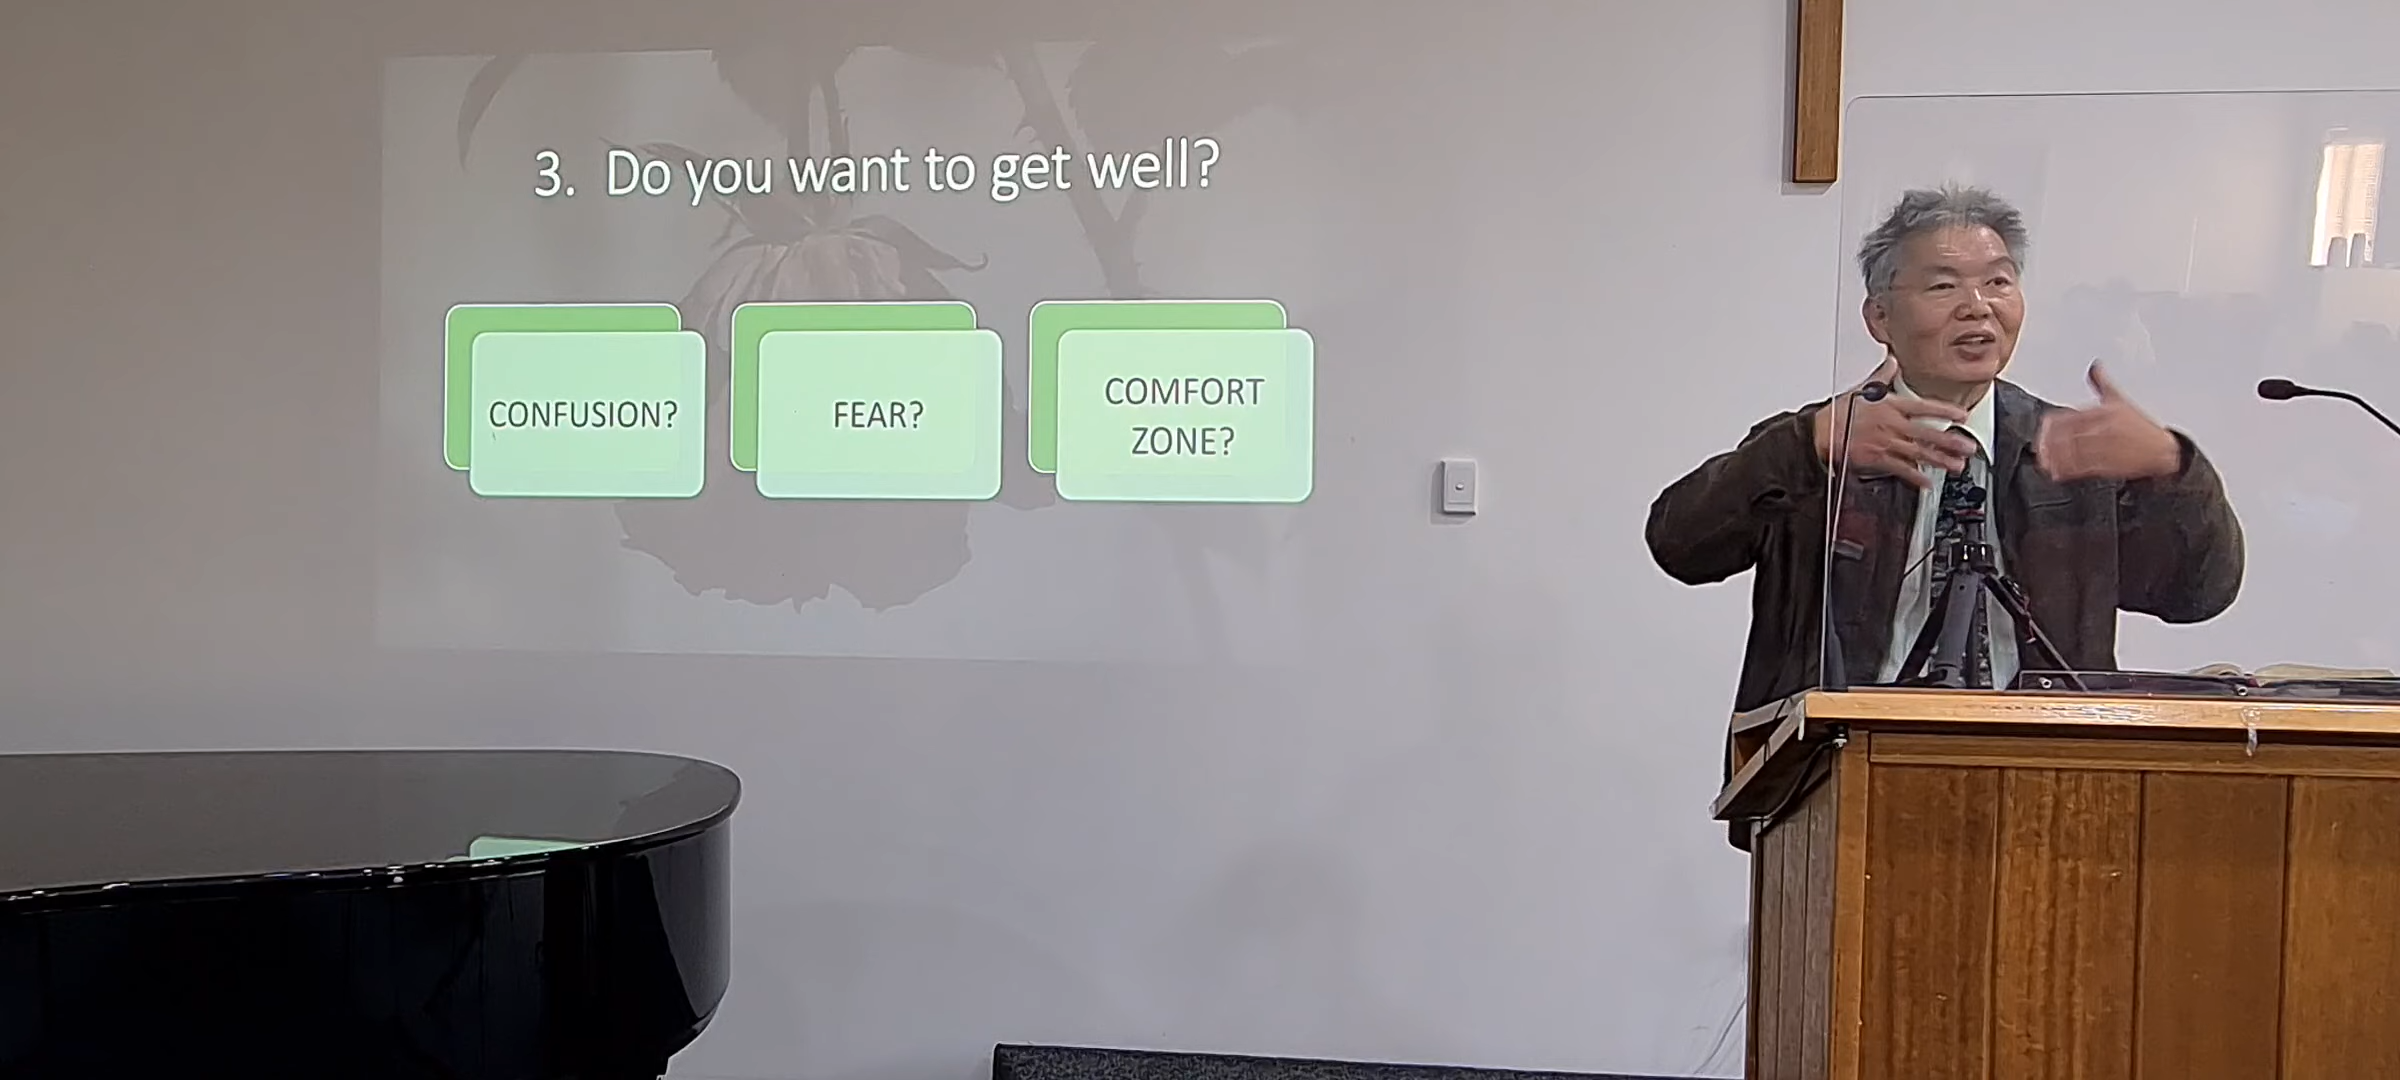 3. Do you want to get well?
CONFUSION?
FEAR?
COMFORT
ZONE?